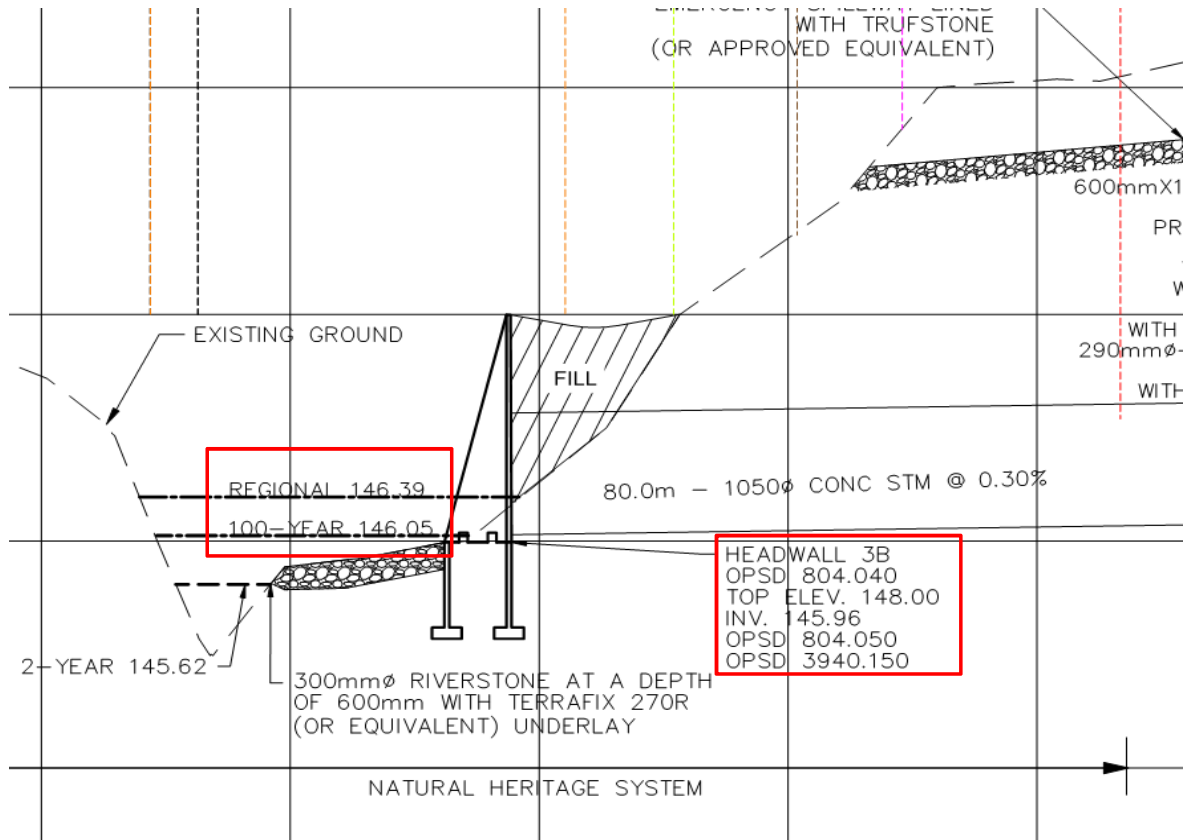 WITH TRUFSTONE
(OR APPROVED EQUIVALENT)
600mmX1
PR
W
EXISTING GROUND
WITH
290mmø-
FILL
WITH
REGIONAL 146.39
80.0m - 1050ø CONC STM @ 0.30%
100-YEAR 146.05
HEADWALL 3B
OPSD 804.040
TOP ELEV. 148.00
INV. 145.96
OPSD 804.050
OPSD 3940.150
2-YEAR 145.62
300mmø RIVERSTONE AT A DEPTH
OF 600mm WITH TERRAFIX 270R
(OR EQUIVALENT) UNDERLAY
NATURAL HERITAGE SYSTEM